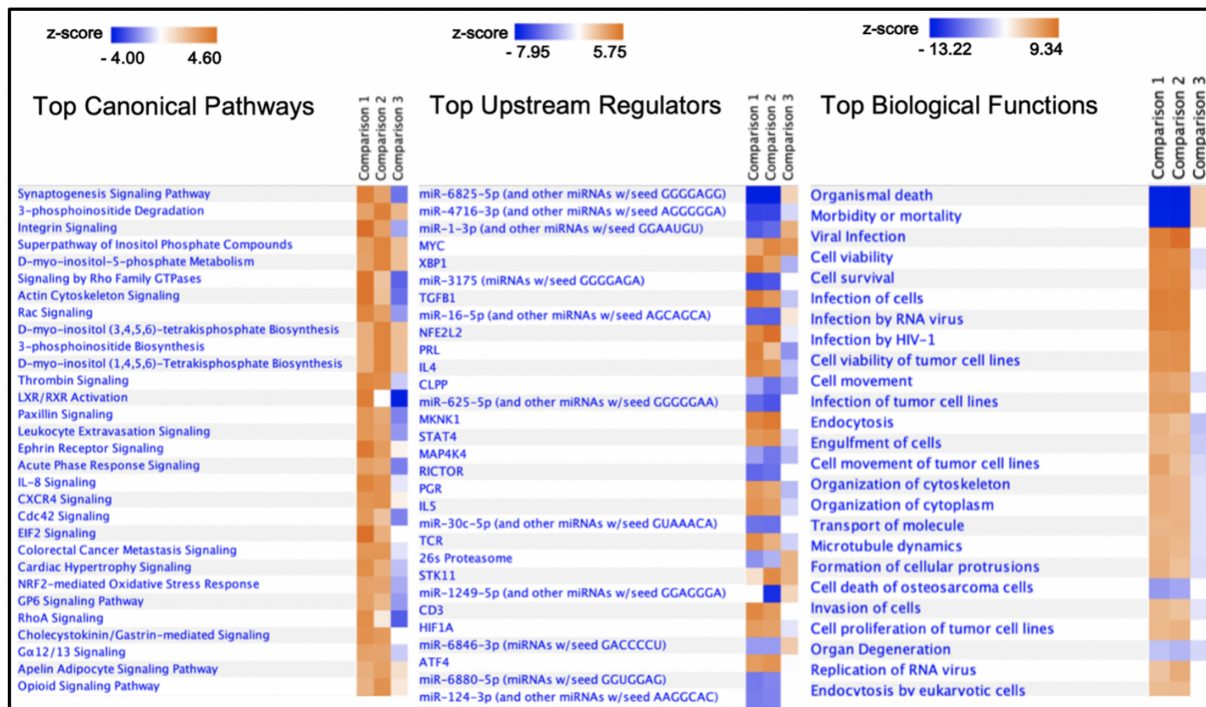 z-score
- 4.00 4.60
Top Canonical Pathways
Comparison 1
Comparison 2
Comparison 3
Synaptogenesis Signaling Pathway
3-phosphoinositide Degradation
Integrin Signaling
Superpathway of Inositol Phosphate Compounds
D-myo-inositol-5-phosphate Metabolism
Signaling by Rho Family GTPases
Actin Cytoskeleton Signaling
Rac Signaling
D-myo-inositol (3,4,5,6)-tetrakisphosphate Biosynthesis
3-phosphoinositide Biosynthesis
D-myo-inositol (1,4,5,6)-Tetrakisphosphate Biosynthesis
Thrombin Signaling
LXR/RXR Activation
Paxillin Signaling
Leukocyte Extravasation Signaling
Ephrin Receptor Signaling
Acute Phase Response Signaling
IL-8 Signaling
CXCR4 Signaling
Cdc42 Signaling
EIF2 Signaling
Colorectal Cancer Metastasis Signaling
Cardiac Hypertrophy Signaling
NRF2-mediated Oxidative Stress Response
GP6 Signaling Pathway
RhoA Signaling
Cholecystokinin/Gastrin-mediated Signaling
Gα12/13 Signaling
Apelin Adipocyte Signaling Pathway
Opioid Signaling Pathway
z-score
- 7.95 5.75
Top Upstream Regulators
Comparison 1
Comparison 2
Comparison 3
miR-6825-5p (and other miRNAs w/seed GGGGAGG)
miR-4716-3p (and other miRNAs w/seed AGGGGGA)
miR-1-3p (and other miRNAs w/seed GGAAUGU)
MYC
XBP1
miR-3175 (miRNAs w/seed GGGGAGA)
TGFB1
miR-16-5p (and other miRNAs w/seed AGCAGCA)
NFE2L2
PRL
IL4
CLPP
miR-625-5p (and other miRNAs w/seed GGGGGAA)
MKNK1
STAT4
MAP4K4
RICTOR
PGR
IL5
miR-30c-5p (and other miRNAs w/seed GUAAACA)
TCR
26s Proteasome
STK11
miR-1249-5p (and other miRNAs w/seed GGAGGGA)
CD3
HIF1A
miR-6846-3p (miRNAs w/seed GACCCCU)
ATF4
miR-6880-5p (miRNAs w/seed GGUGGAG)
miR-124-3p (and other miRNAs w/seed AAGGCAC)
z-score
- 13.22 9.34
Top Biological Functions
Comparison 1
Comparison 2
Comparison 3
Organismal death
Morbidity or mortality
Viral Infection
Cell viability
Cell survival
Infection of cells
Infection by RNA virus
Infection by HIV-1
Cell viability of tumor cell lines
Cell movement
Infection of tumor cell lines
Endocytosis
Engulfment of cells
Cell movement of tumor cell lines
Organization of cytoskeleton
Organization of cytoplasm
Transport of molecule
Microtubule dynamics
Formation of cellular protrusions
Cell death of osteosarcoma cells
Invasion of cells
Cell proliferation of tumor cell lines
Organ Degeneration
Replication of RNA virus
Endocytosis by eukaryotic cells